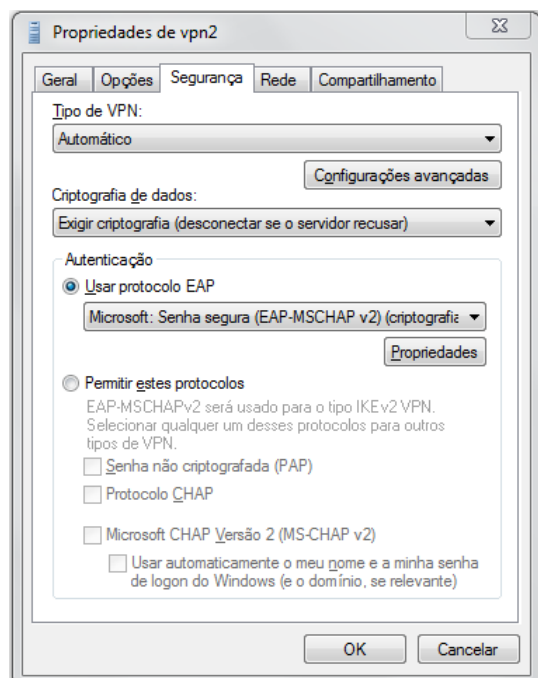 Propriedades de vpn2
Geral Opções Segurança Rede Compartilhamento
Tipo de VPN:
Automático
Configurações avançadas
Criptografia de dados:
Exigir criptografia (desconectar se o servidor recusar)
Autenticação
Usar protocolo EAP
Microsoft: Senha segura (EAP-MSCHAP v2) (criptografia
Propriedades
Permitir estes protocolos
EAP-MSCHAPv2 será usado para o tipo IKEv2 VPN.
Selecionar qualquer um desses protocolos para outros
tipos de VPN.
Senha não criptografada (PAP)
Protocolo CHAP
Microsoft CHAP Versão 2 (MS-CHAP v2)
Usar automaticamente o meu nome e a minha senha
de logon do Windows (e o domínio, se relevante)
OK Cancelar